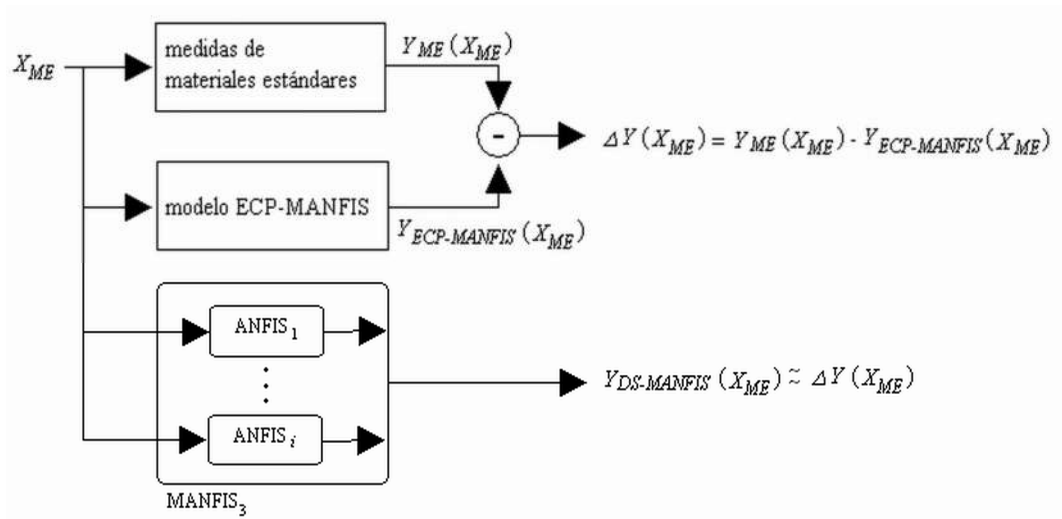 X_ME
medidas de
materiales estándares
Y_ME(X_ME)
-
ΔY(X_ME) = Y_ME(X_ME) - Y_ECP-MANFIS(X_ME)
modelo ECP-MANFIS
Y_ECP-MANFIS(X_ME)
ANFIS_1
⋮
ANFIS_i
Y_DS-MANFIS(X_ME) ≈ ΔY(X_ME)
MANFIS_3